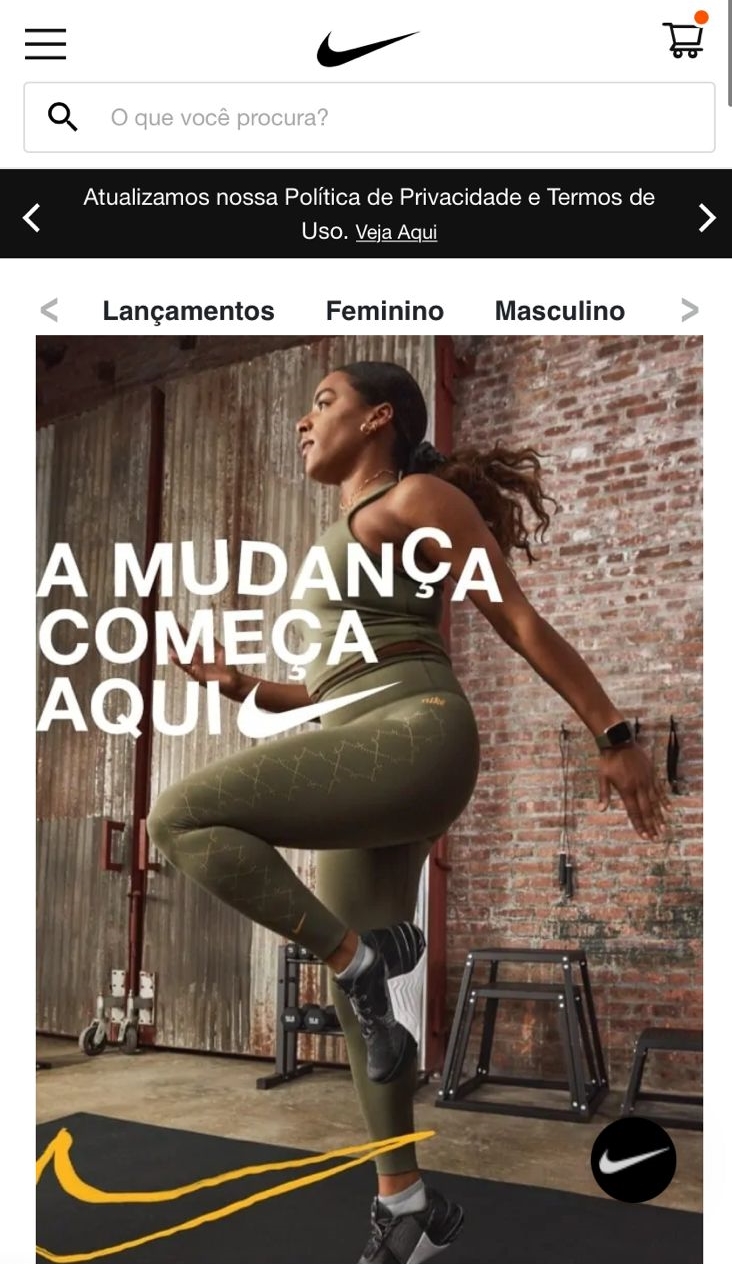 O que você procura?
Atualizamos nossa Política de Privacidade e Termos de
Uso. Veja Aqui
< Lançamentos Feminino Masculino >
A MUDANÇA
COMEÇA
AQUI
nike